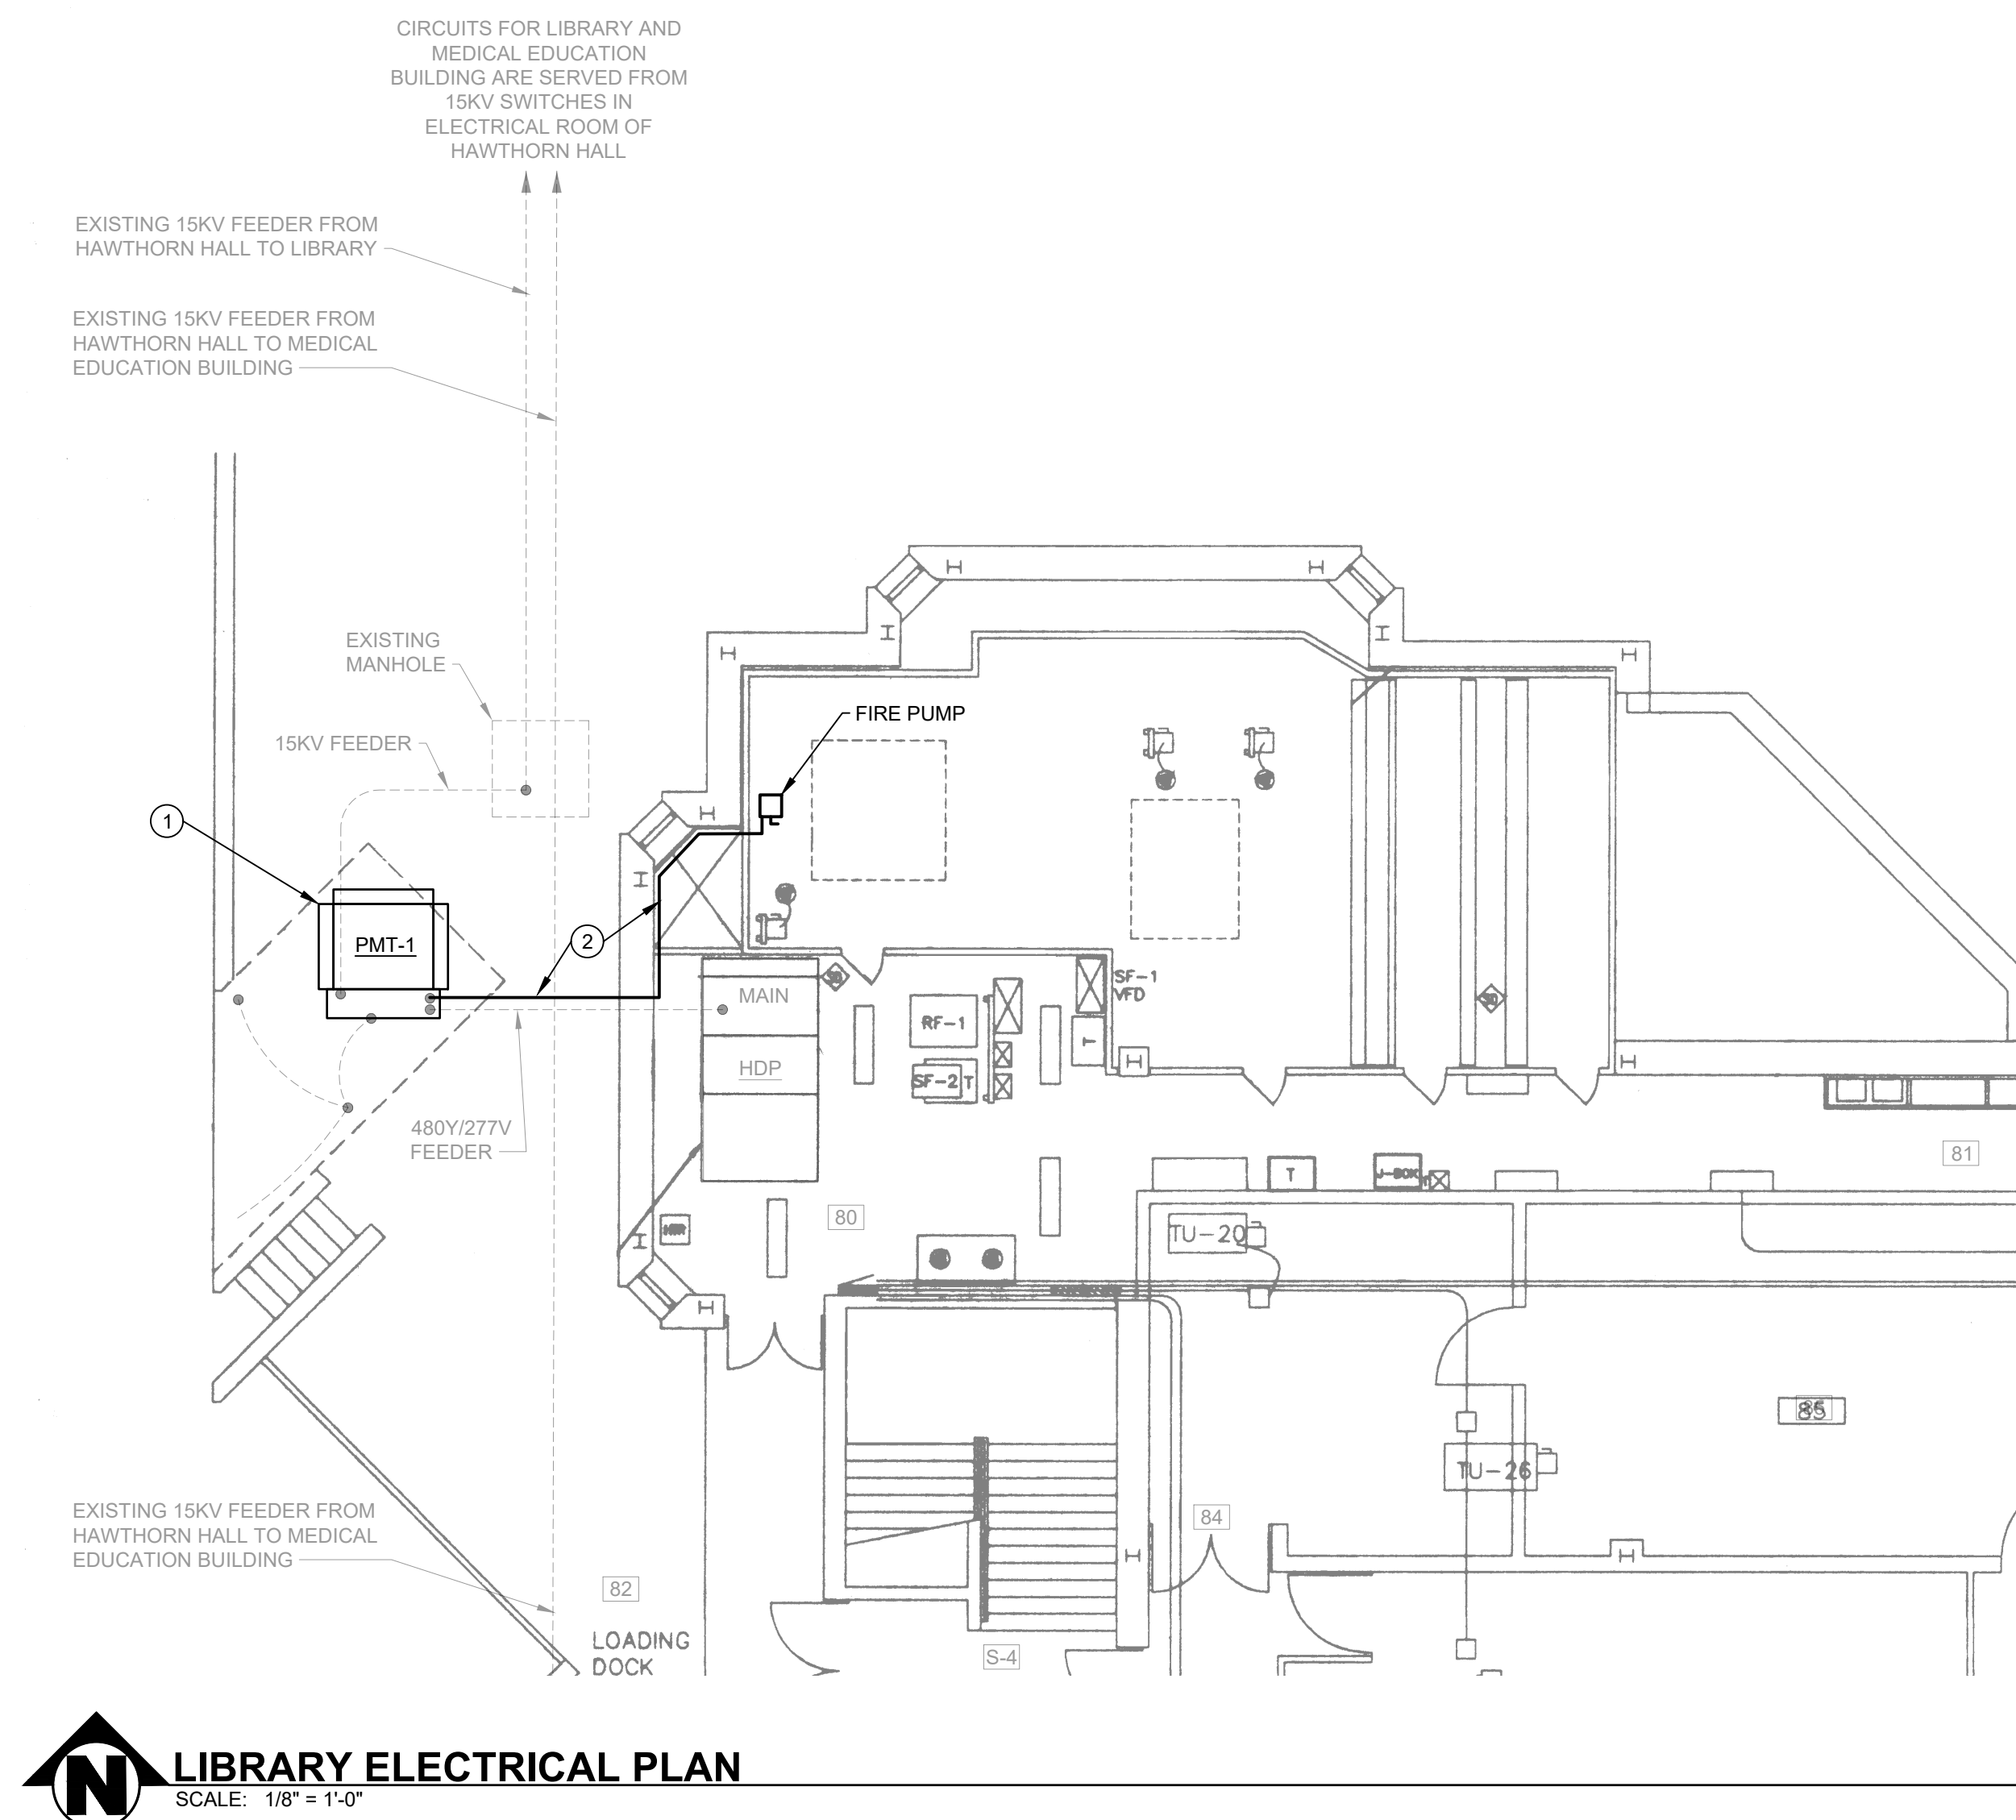 CIRCUITS FOR LIBRARY AND
MEDICAL EDUCATION
BUILDING ARE SERVED FROM
15KV SWITCHES IN
ELECTRICAL ROOM OF
HAWTHORN HALL
EXISTING 15KV FEEDER FROM
HAWTHORN HALL TO LIBRARY
EXISTING 15KV FEEDER FROM
HAWTHORN HALL TO MEDICAL
EDUCATION BUILDING
EXISTING
MANHOLE
15KV FEEDER
FIRE PUMP
1
PMT-1
2
MAIN
HDP
480Y/277V
FEEDER
SD
RF-1
SF-2 T
SF-1
VFD
T
SD
81
T
J-BOX
80
TU-20
85
TU-26
84
EXISTING 15KV FEEDER FROM
HAWTHORN HALL TO MEDICAL
EDUCATION BUILDING
82
LOADING
DOCK
S-4
N
LIBRARY ELECTRICAL PLAN
SCALE: 1/8" = 1'-0"